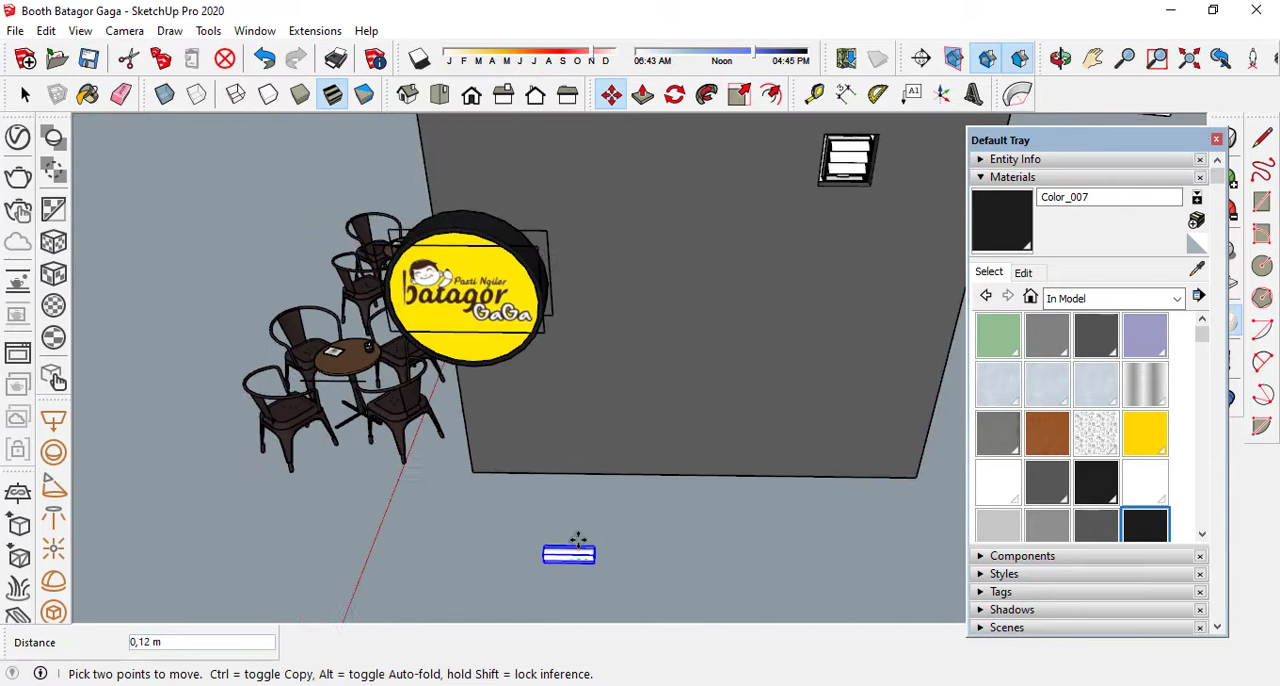 Booth Batagor Gaga - SketchUp Pro 2020
File Edit View Camera Draw Tools Window Extensions Help
J F M A M J J A S O N D
06:43 AM Noon 04:45 PM
A1
Default Tray
Entity Info
Materials
Color_007
Select Edit
In Model
Pasti Ngiler
batagor
GaGa
Components
Styles
Tags
Shadows
Scenes
Distance 0,12 m
Pick two points to move. Ctrl = toggle Copy, Alt = toggle Auto-fold, hold Shift = lock inference.